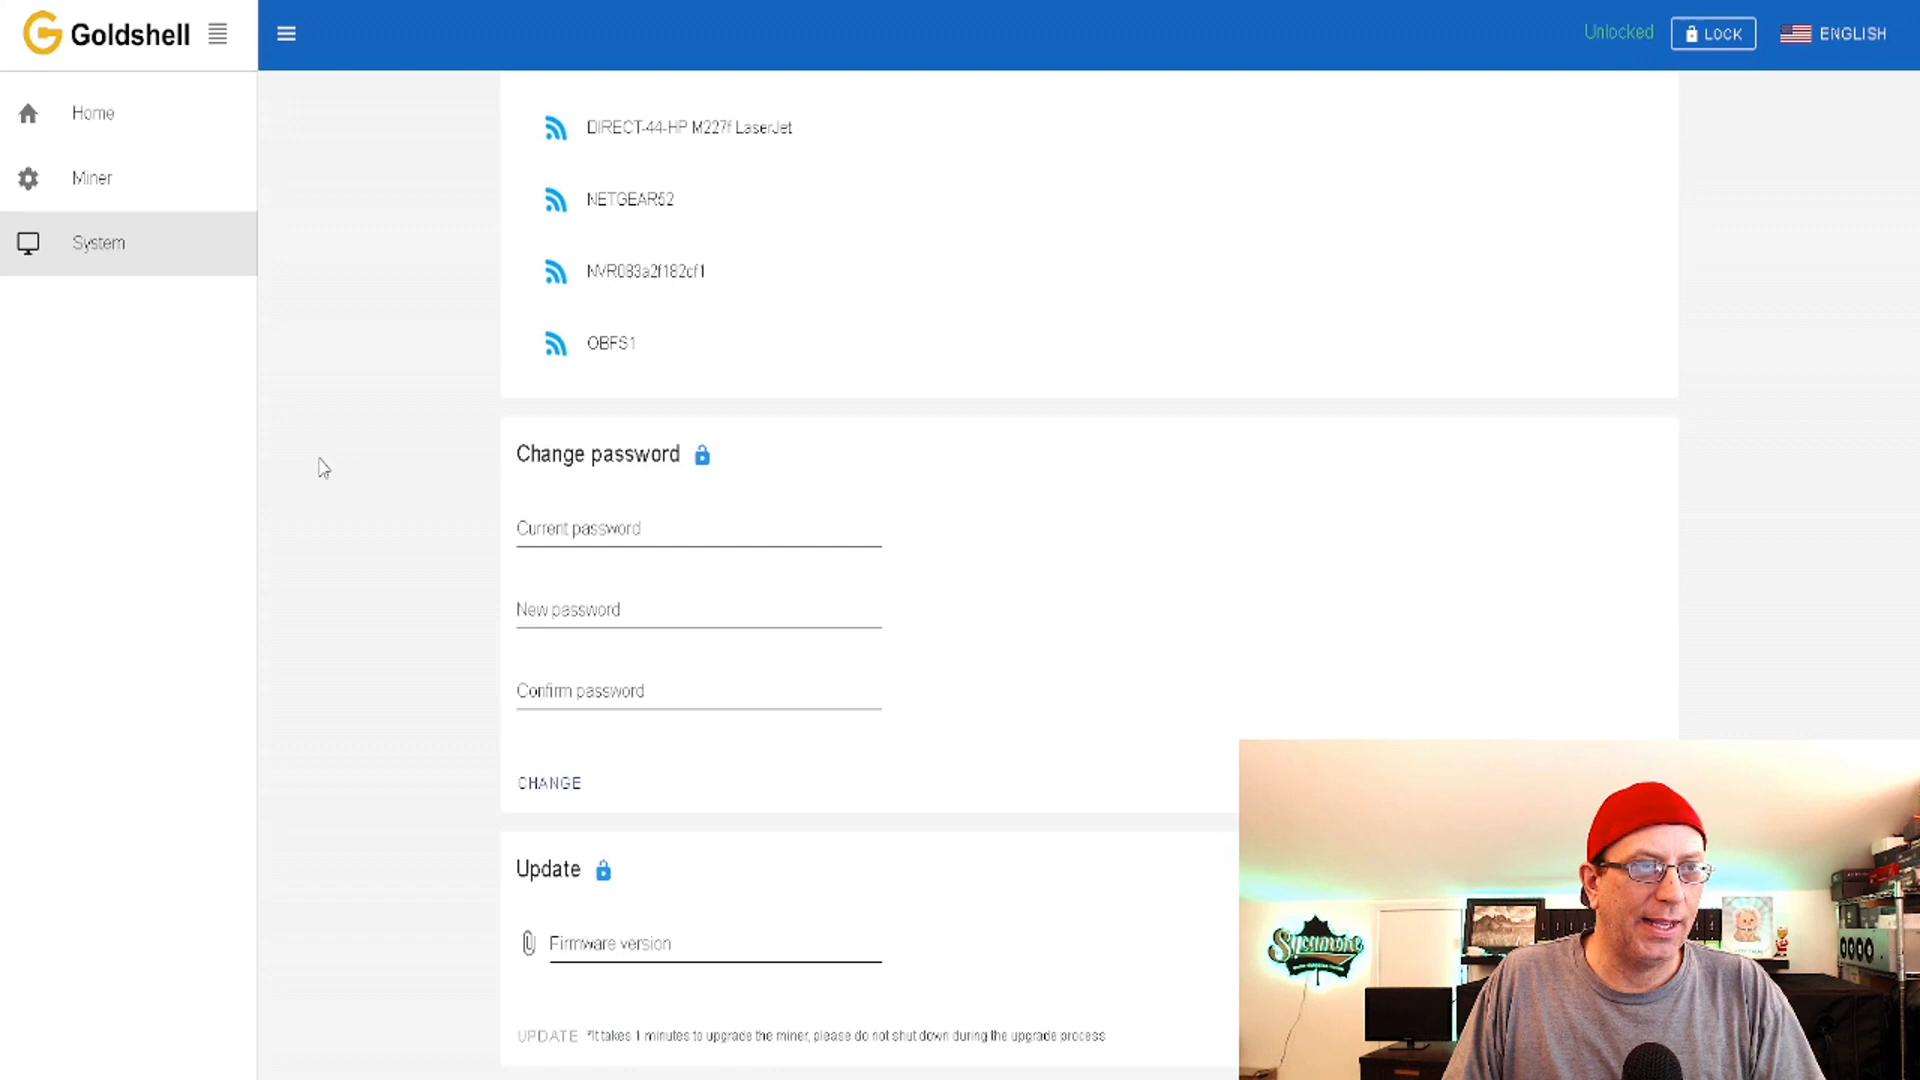 Goldshell
Unlocked
LOCK
ENGLISH
Home
Miner
System
DIRECT-44-HP M227f LaserJet
NETGEAR52
NVR083a2f182cf1
OBFS1
Change password
Current password
New password
Confirm password
CHANGE
Update
Firmware version
UPDATE *It takes 1 minutes to upgrade the miner, please do not shut down during the upgrade process
Sycamore